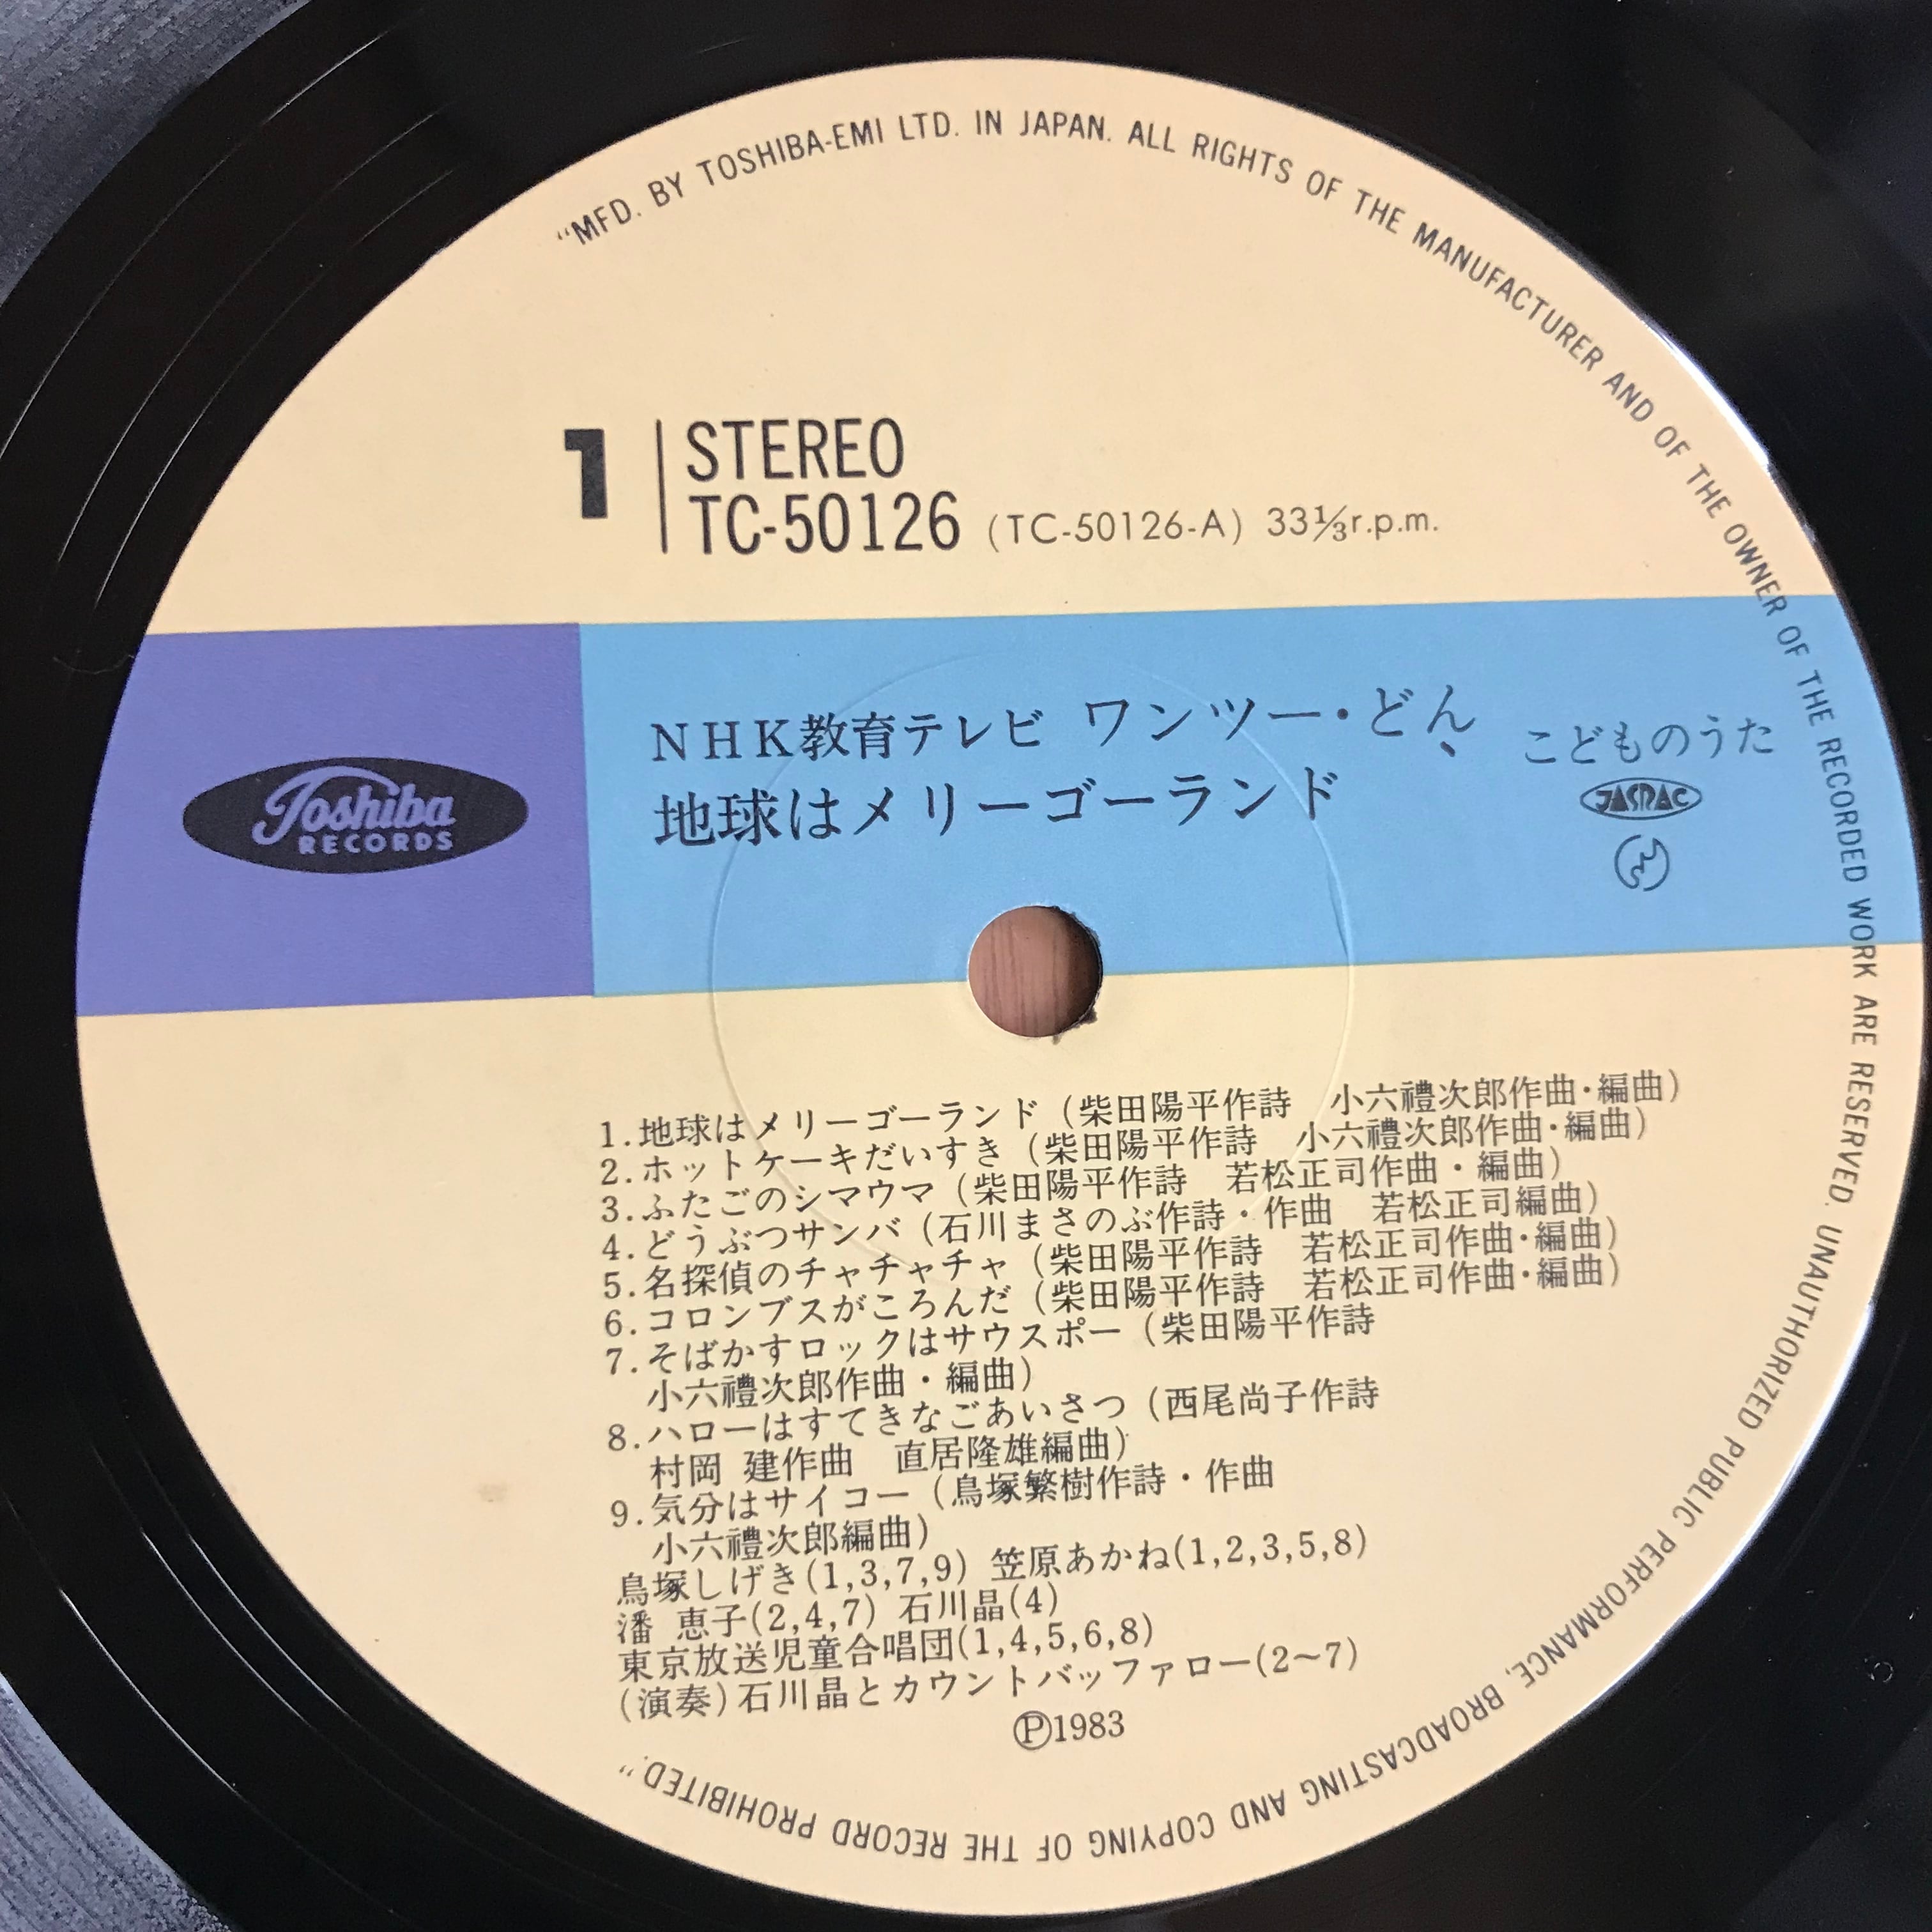 “MFD. BY TOSHIBA-EMI LTD. IN JAPAN. ALL RIGHTS OF THE MANUFACTURER AND OF THE OWNER OF THE RECORDED WORK ARE RESERVED. UNAUTHORIZED PUBLIC PERFORMANCE, BROADCASTING AND COPYING OF THE RECORD PROHIBITED.”
1
STEREO
TC-50126 (TC-50126-A) 33⅓r.p.m.
Toshiba
RECORDS
NHK教育テレビ ワンツー・どん、
地球はメリーゴーランド
こどものうた
JASRAC
1.地球はメリーゴーランド(柴田陽平作詩 小六禮次郎作曲・編曲)
2.ホットケーキだいすき(柴田陽平作詩 小六禮次郎作曲・編曲)
3.ふたごのシマウマ(柴田陽平作詩 若松正司作曲・編曲)
4.どうぶつサンバ(石川まさのぶ作詩・作曲 若松正司編曲)
5.名探偵のチャチャチャ(柴田陽平作詩 若松正司作曲・編曲)
6.コロンブスがころんだ(柴田陽平作詩 若松正司作曲・編曲)
7.そばかすロックはサウスポー(柴田陽平作詩
小六禮次郎作曲・編曲)
8.ハローはすてきなごあいさつ(西尾尚子作詩
村岡 建作曲 直居隆雄編曲)
9.気分はサイコー(鳥塚繁樹作詩・作曲
小六禮次郎編曲)
鳥塚しげき(1,3,7,9) 笠原あかね(1,2,3,5,8)
潘 恵子(2,4,7) 石川晶(4)
東京放送児童合唱団(1,4,5,6,8)
(演奏)石川晶とカウントバッファロー(2〜7)
Ⓟ1983